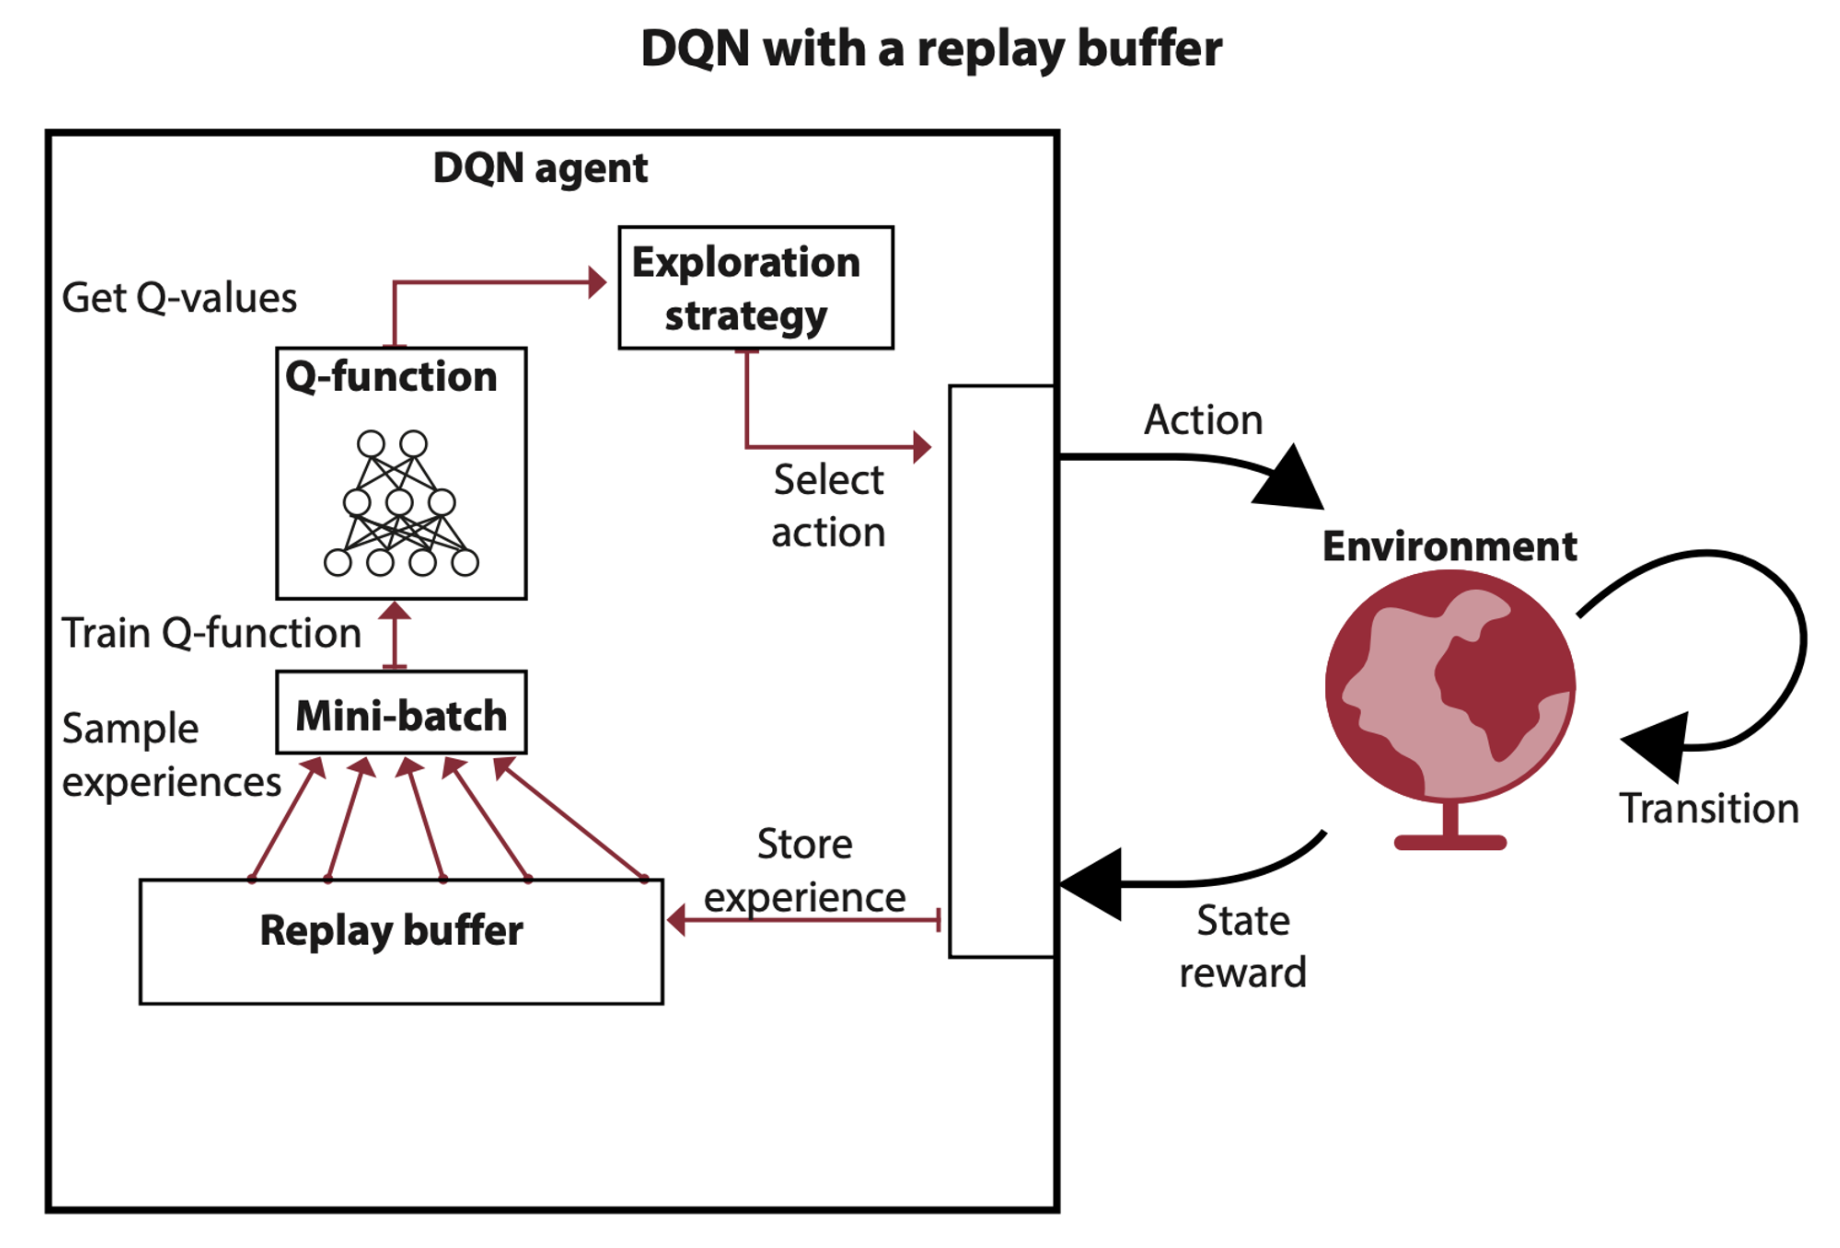 DQN with a replay buffer
DQN agent
Get Q-values
Exploration
strategy
Q-function
Select
action
Action
Environment
Train Q-function
Mini-batch
Sample
experiences
Transition
Store
experience
Replay buffer
State
reward